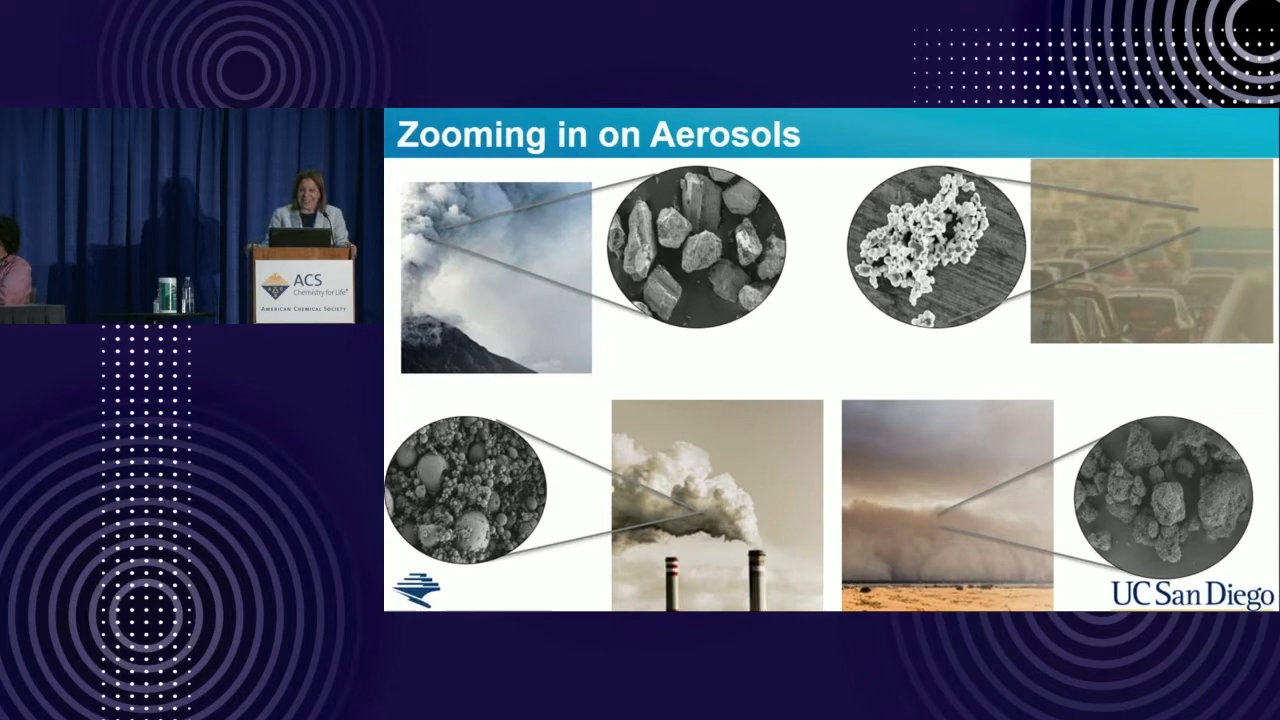 Zooming in on Aerosols
ACS
Chemistry for Life®
AMERICAN CHEMICAL SOCIETY
UC San Diego